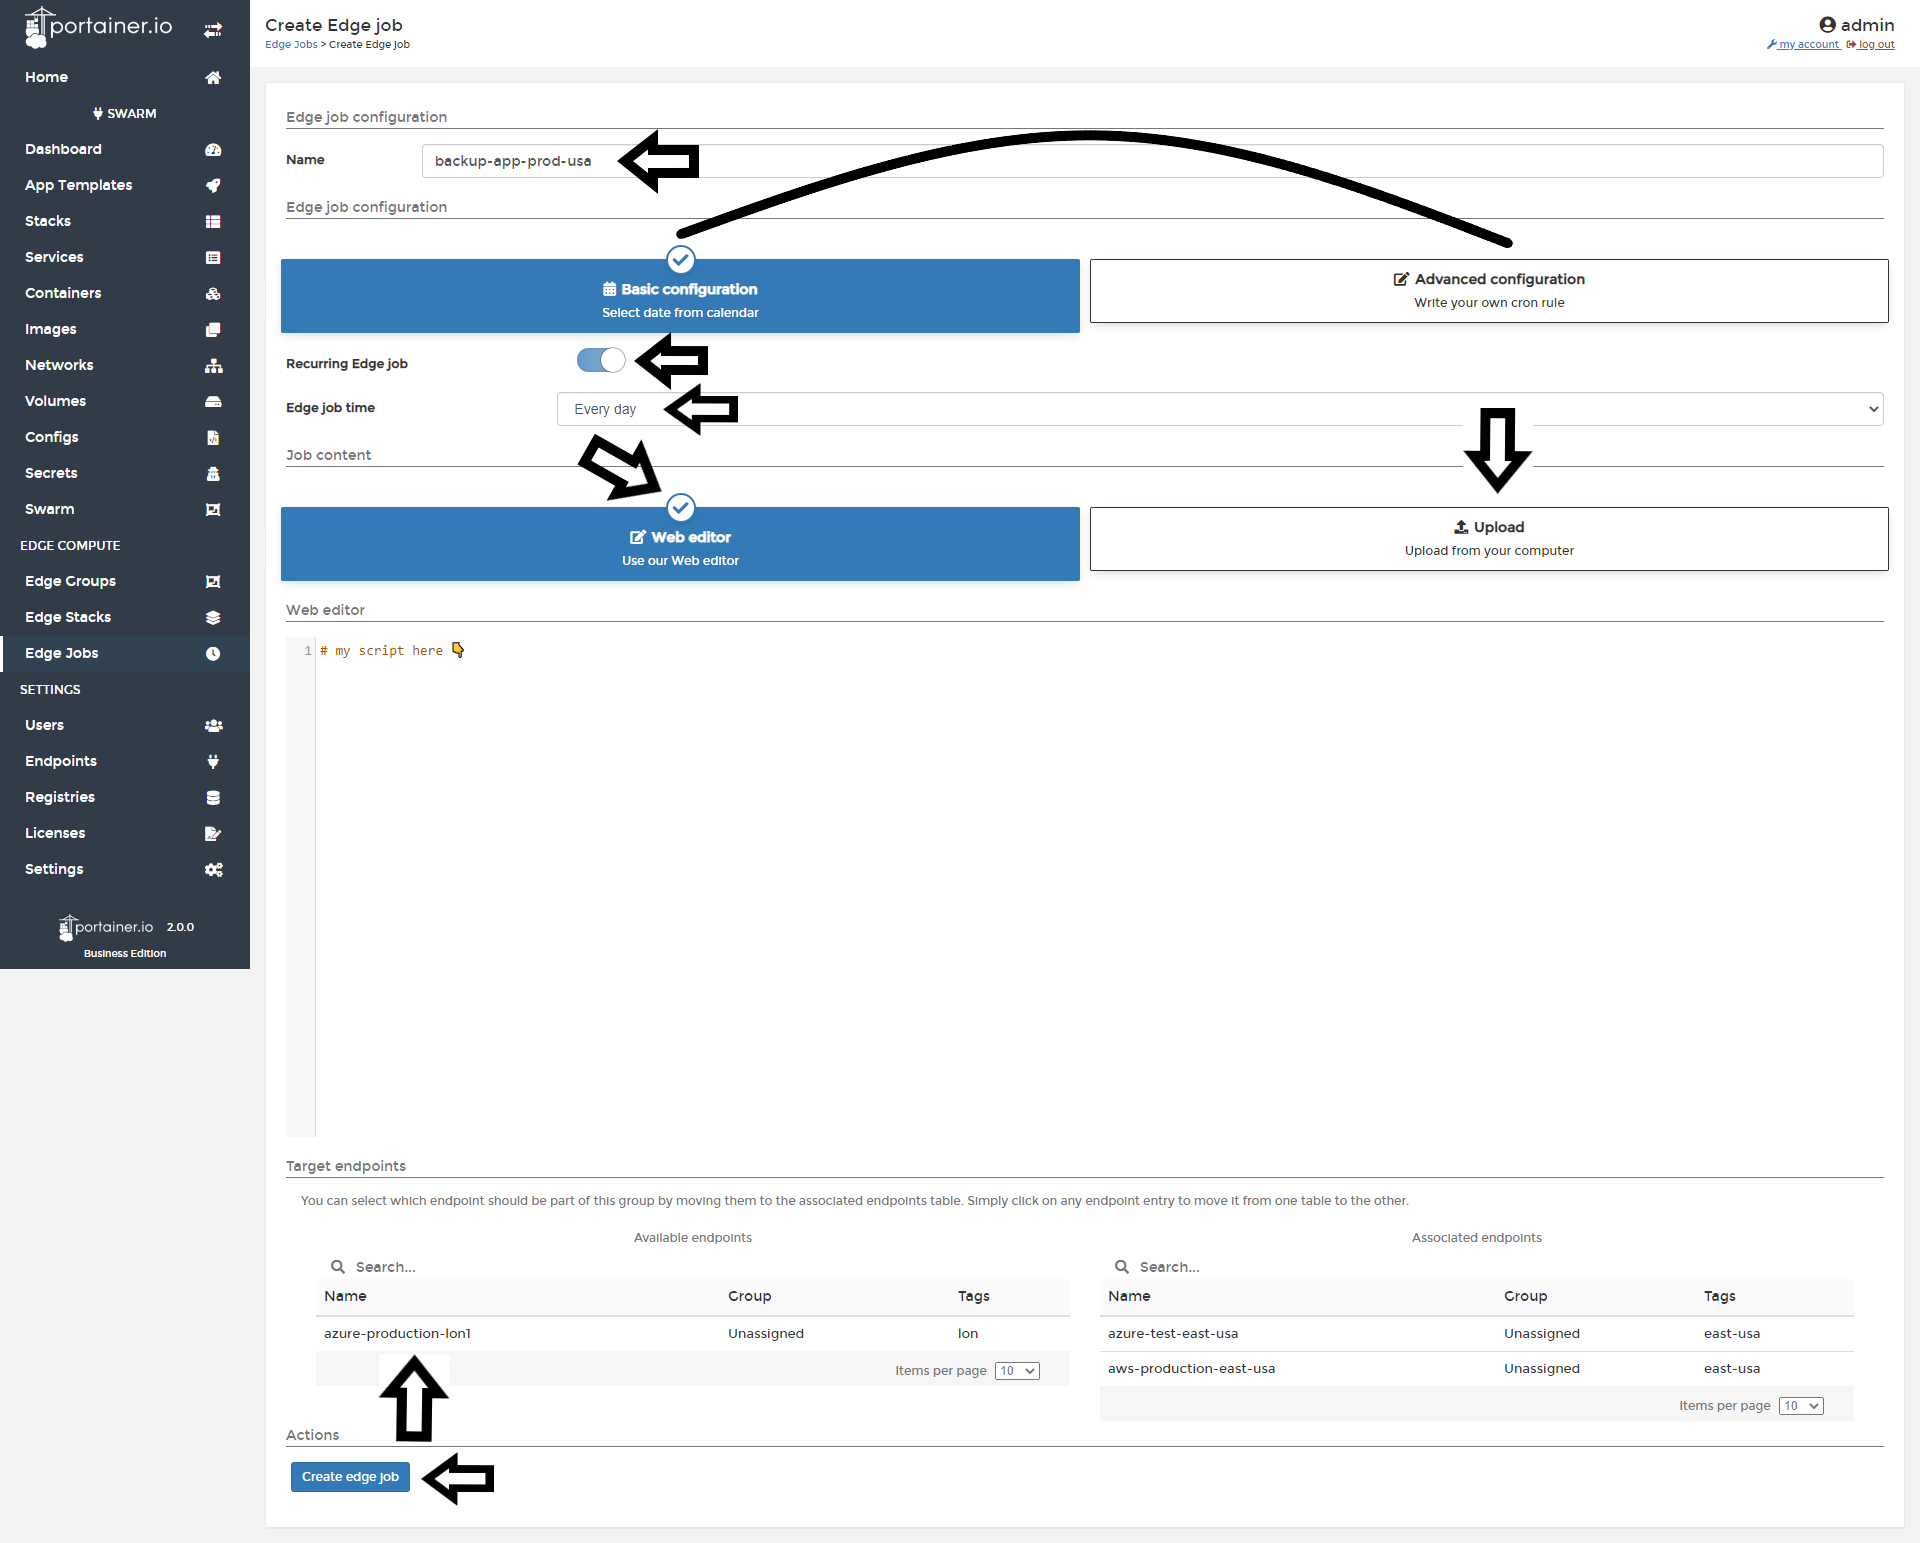 portainer.io
Home
SWARM
Dashboard
App Templates
Stacks
Services
Containers
Images
Networks
Volumes
Configs
Secrets
Swarm
EDGE COMPUTE
Edge Groups
Edge Stacks
Edge Jobs
SETTINGS
Users
Endpoints
Registries
Licenses
Settings
portainer.io 2.0.0
Business Edition
Create Edge job
Edge Jobs > Create Edge job
admin
my account log out
Edge job configuration
Name backup-app-prod-usa
Edge job configuration
Basic configuration
Select date from calendar
Advanced configuration
Write your own cron rule
Recurring Edge job
Edge job time Every day
Job content
Web editor
Use our Web editor
Upload
Upload from your computer
Web editor
1 # my script here 👇
Target endpoints
You can select which endpoint should be part of this group by moving them to the associated endpoints table. Simply click on any endpoint entry to move it from one table to the other.
Available endpoints
Search...
Name Group Tags
azure-production-lon1 Unassigned lon
Items per page 10
Associated endpoints
Search...
Name Group Tags
azure-test-east-usa Unassigned east-usa
aws-production-east-usa Unassigned east-usa
Items per page 10
Actions
Create edge job